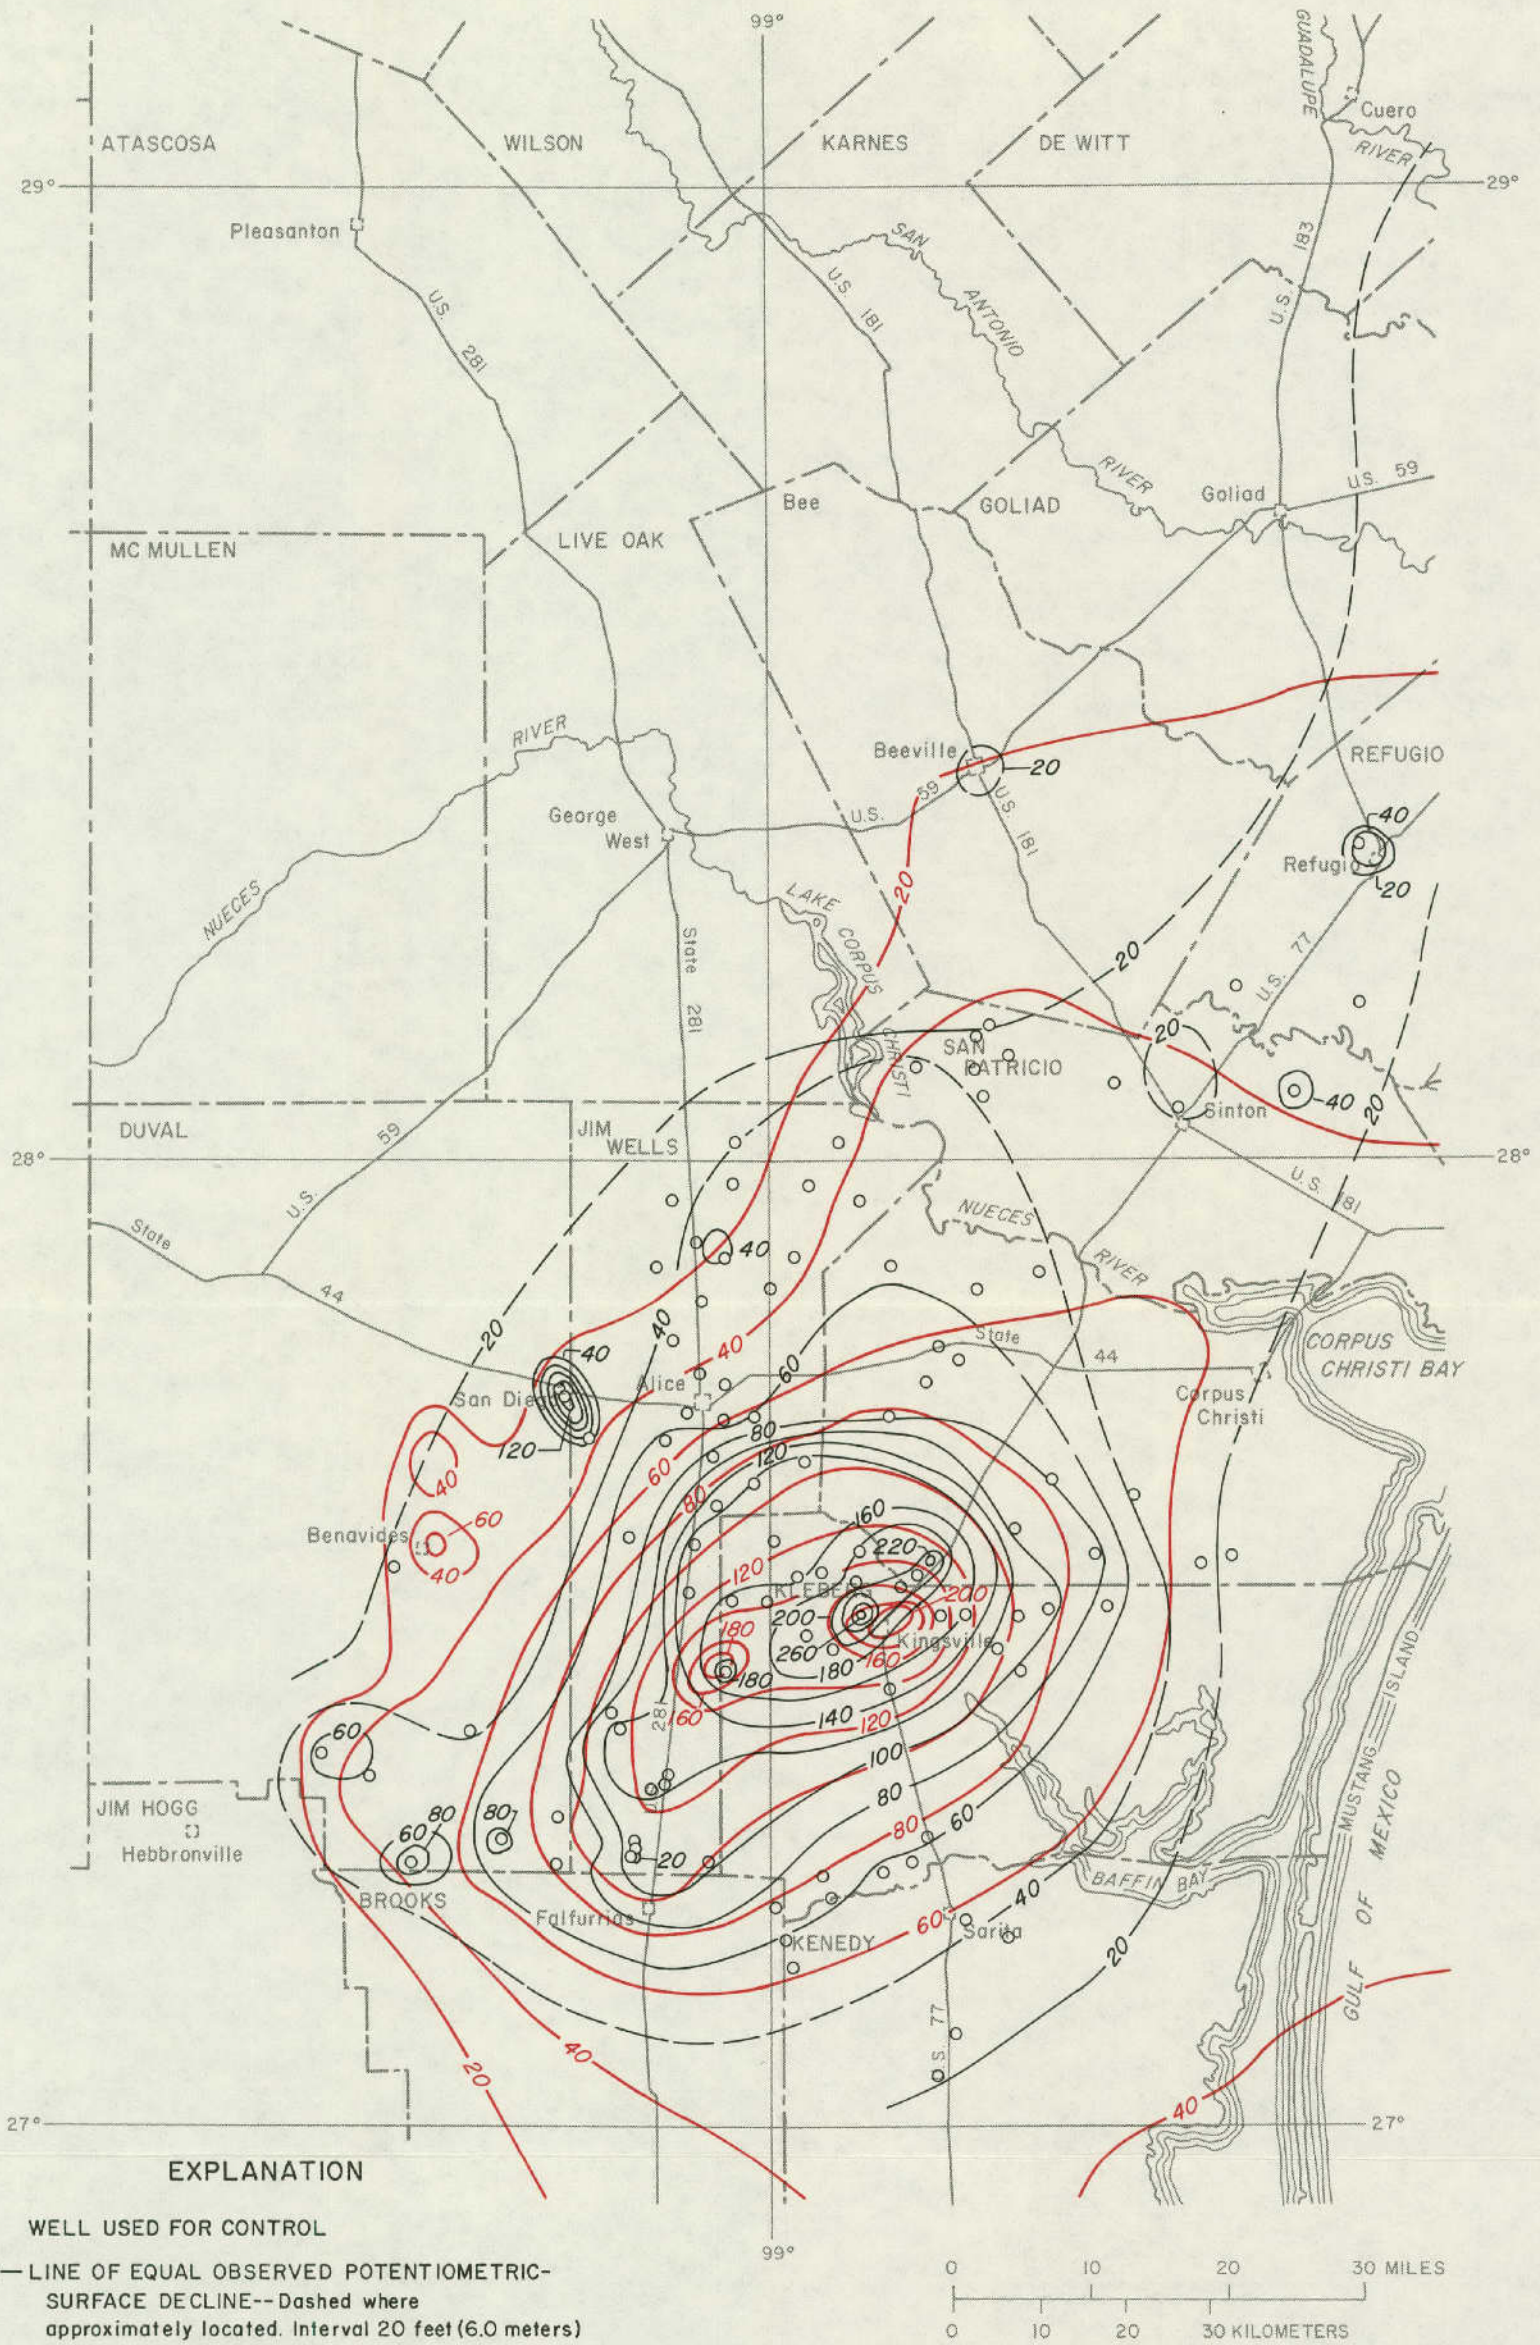 99°
GUADALUPE
Cuero
RIVER
ATASCOSA
WILSON
KARNES
DE WITT
29°
29°
Pleasanton
SAN
183
U.S.
U.S.
281
U.S.
181
ANTONIO
RIVER
U.S. 59
Goliad
Bee
GOLIAD
LIVE OAK
MC MULLEN
RIVER
Beeville
20
REFUGIO
59
U.S.
U.S.
181
George
West
40
Refugio
20
20
NUECES
LAKE
CORPUS
CHRISTI
State
281
20
U.S. 77
SAN
PATRICIO
20
40
Sinton
20
DUVAL
JIM
WELLS
59
28°
28°
U.S.
U.S. 181
State
NUECES
RIVER
40
44
20
40
40
State
44
CORPUS
CHRISTI BAY
40
60
San Diego
Alice
Corpus
Christi
120
80
120
60
80
40
160
Benavides
60
40
220
120
KLEBERG
200
200
180
Kingsville
260
160
180
180
281
160
140
120
60
100
80
JIM HOGG
Hebbronville
60
80
80
80
60
20
BAFFIN BAY
MUSTANG ISLAND
GULF OF MEXICO
BROOKS
Falfurrias
KENEDY
60
Sarita
40
20
U.S. 77
20
40
40
27°
27°
EXPLANATION
WELL USED FOR CONTROL
LINE OF EQUAL OBSERVED POTENTIOMETRIC-
SURFACE DECLINE--Dashed where
approximately located. Interval 20 feet (6.0 meters)
99°
0 10 20 30 MILES
0 10 20 30 KILOMETERS